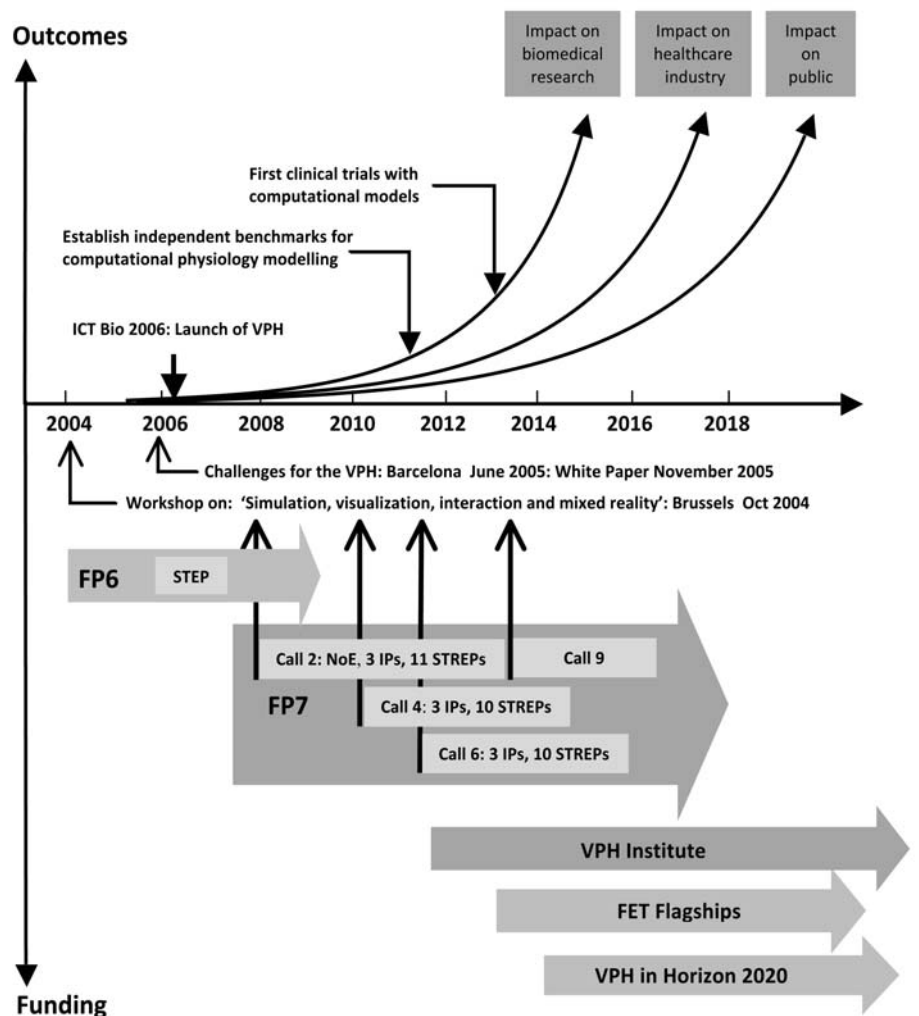 Outcomes
Impact on
biomedical
research
Impact on
healthcare
industry
Impact
on
public
First clinical trials with
computational models
Establish independent benchmarks for
computational physiology modelling
ICT Bio 2006: Launch of VPH
2004
2006
2008
2010
2012
2014
2016
2018
Challenges for the VPH: Barcelona June 2005: White Paper November 2005
Workshop on: ‘Simulation, visualization, interaction and mixed reality’: Brussels Oct 2004
FP6
STEP
Call 2: NoE, 3 IPs, 11 STREPs
Call 9
FP7
Call 4: 3 IPs, 10 STREPs
Call 6: 3 IPs, 10 STREPs
VPH Institute
FET Flagships
VPH in Horizon 2020
Funding